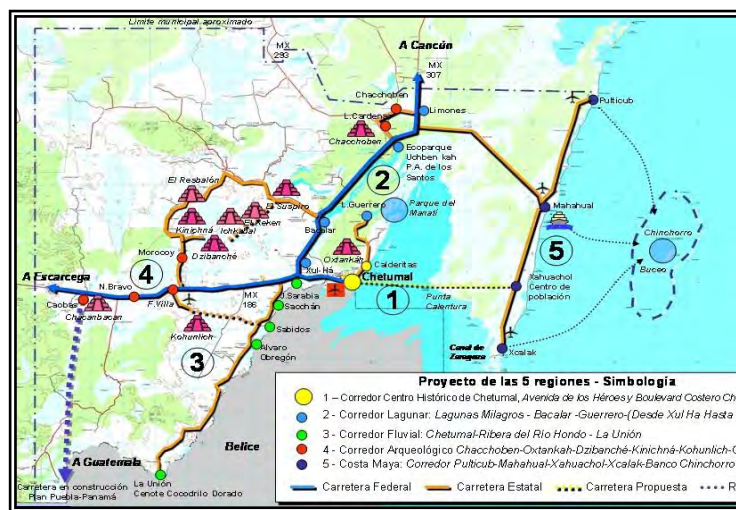 Limite municipal aproximado
MX
293
A Cancún
MX
307
Pulticub
Chacchoben
Limones
L.Cardenas
Chacchoben
Ecoparque
Uchben kah
P.A. de los
Santos
El Resbalón
2
El Suspiro
L.Guerrero
Parque del
Manatí
Mahahual
Kinichná
Ichkabal
El Reken
Bacalar
Dzibanché
Oxtankáh
5
Chinchorro
Morocoy
Xul-Há
Calderitas
Buceo
A Escarcega
4
N.Bravo
Chetumal
Xahuachol
Centro de
población
Caobas
F.Villa
MX
186
J.Sarabia
Sacchán
1
Punta
Calentura
Chacanbacan
Kohunlich
Sabidos
3
Alvaro
Obregón
Canal de
Zaragoza
Xcalak
Belice
A Guatemala
Carretera en construcción
Plan Puebla-Panamá
La Unión
Cenote Cocodrilo Dorado
Proyecto de las 5 regiones - Simbología
1 – Corredor Centro Histórico de Chetumal, Avenida de los Héroes y Boulevard Costero Ch
2 - Corredor Lagunar: Lagunas Milagros - Bacalar -Guerrero-(Desde Xul Ha Hasta
3 - Corredor Fluvial: Chetumal-Ribera del Río Hondo - La Unión
4 - Corredor Arqueológico Chacchoben-Oxtankah-Dzibanché-Kinichná-Kohunlich-C
5 - Costa Maya: Corredor Pulticub-Mahahual-Xahuachol-Xcalak-Banco Chinchorro
Carretera Federal
Carretera Estatal
Carretera Propuesta
R